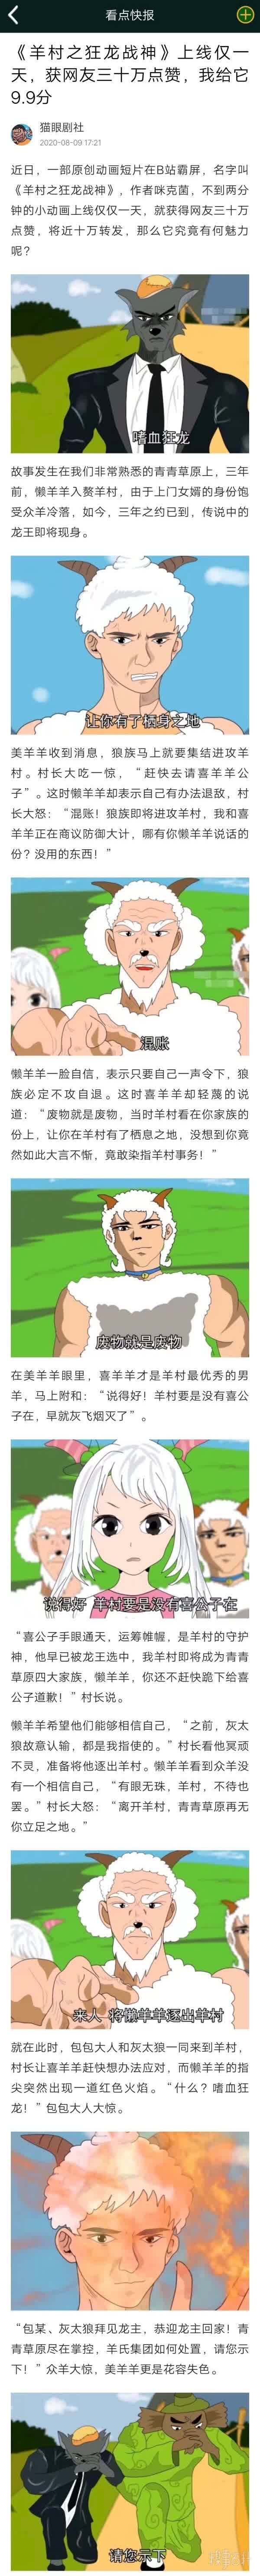 看点快报
《羊村之狂龙战神》上线仅一
天，获网友三十万点赞，我给它
9.9分
猫眼剧社
2020-08-09 17:21
近日，一部原创动画短片在B站霸屏，名字叫
《羊村之狂龙战神》，作者咪克菌，不到两分
钟的小动画上线仅仅一天，就获得网友三十万
点赞，将近十万转发，那么它究竟有何魅力
呢？
嗜血狂龙
故事发生在我们非常熟悉的青青草原上，三年
前，懒羊羊入赘羊村，由于上门女婿的身份饱
受众羊冷落，如今，三年之约已到，传说中的
龙王即将现身。
让你有了栖身之地
美羊羊收到消息，狼族马上就要集结进攻羊
村。村长大吃一惊，“赶快去请喜羊羊公
子”。这时懒羊羊却表示自己有办法退敌，村
长大怒：“混账！狼族即将进攻羊村，我和喜
羊羊正在商议防御大计，哪有你懒羊羊说话的
份？没用的东西！”
混账
懒羊羊一脸自信，表示只要自己一声令下，狼
族必定不攻自退。这时喜羊羊却轻蔑的说
道：“废物就是废物，当时羊村看在你家族的
份上，让你在羊村有了栖息之地，没想到你竟
然如此大言不惭，竟敢染指羊村事务！”
废物就是废物
在美羊羊眼里，喜羊羊才是羊村最优秀的男
羊，马上附和：“说得好！羊村要是没有喜公
子在，早就灰飞烟灭了”。
说得好 羊村要是没有喜公子在
“喜公子手眼通天，运筹帷幄，是羊村的守护
神，他早已被龙王选中，我羊村即将成为青青
草原四大家族，懒羊羊，你还不赶快跪下给喜
公子道歉！”村长说。
懒羊羊希望他们能够相信自己，“之前，灰太
狼故意认输，都是我指使的。”村长看他冥顽
不灵，准备将他逐出羊村。懒羊羊看到众羊没
有一个相信自己，“有眼无珠，羊村，不待也
罢。”村长大怒：“离开羊村，青青草原再无
你立足之地。”
来人 将懒羊羊逐出羊村
就在此时，包包大人和灰太狼一同来到羊村，
村长让喜羊羊赶快想办法应对，而懒羊羊的指
尖突然出现一道红色火焰。“什么？嗜血狂
龙！”包包大人大惊。
“包某、灰太狼拜见龙主，恭迎龙主回家！青
青草原尽在掌控，羊氏集团如何处置，请您示
下！”众羊大惊，美羊羊更是花容失色。
请您示下